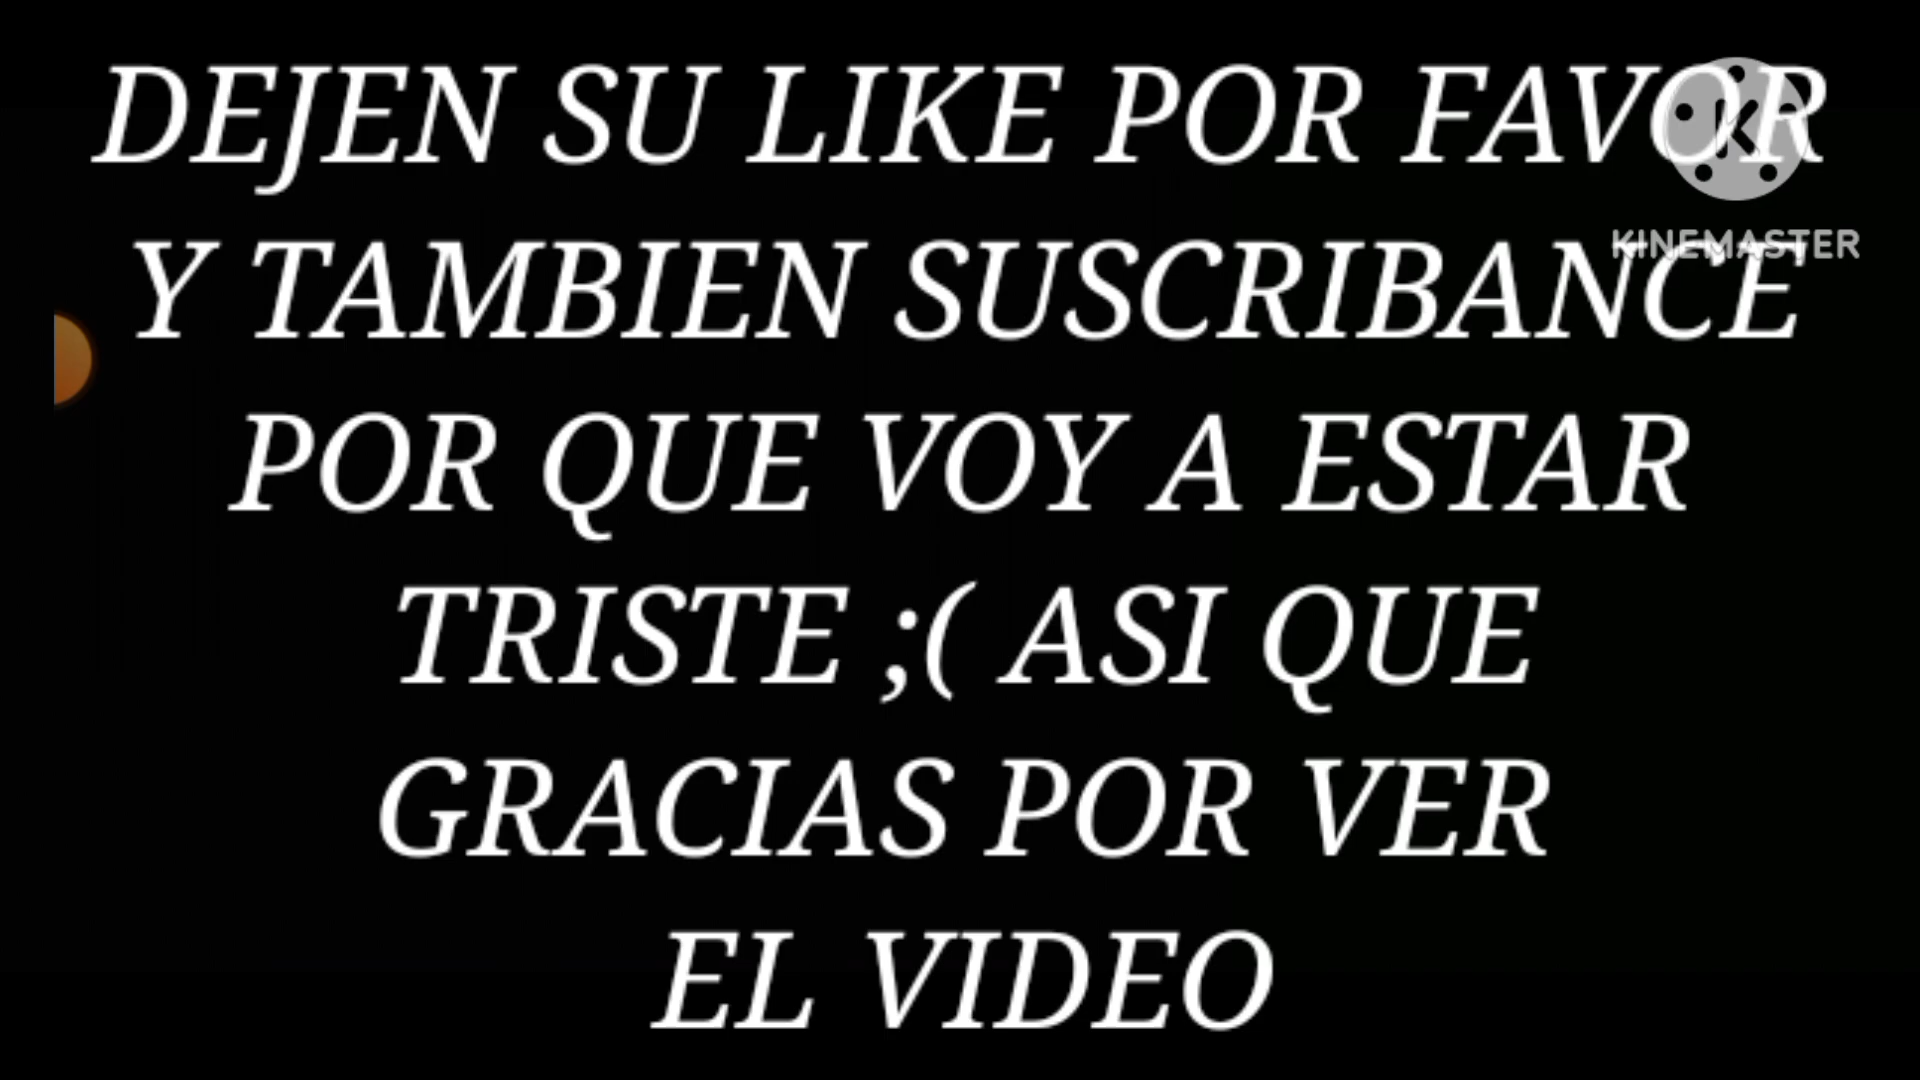 DEJEN SU LIKE POR FAVOR
KINEMASTER
Y TAMBIEN SUSCRIBANCE
POR QUE VOY A ESTAR
TRISTE ;( ASI QUE
GRACIAS POR VER
EL VIDEO